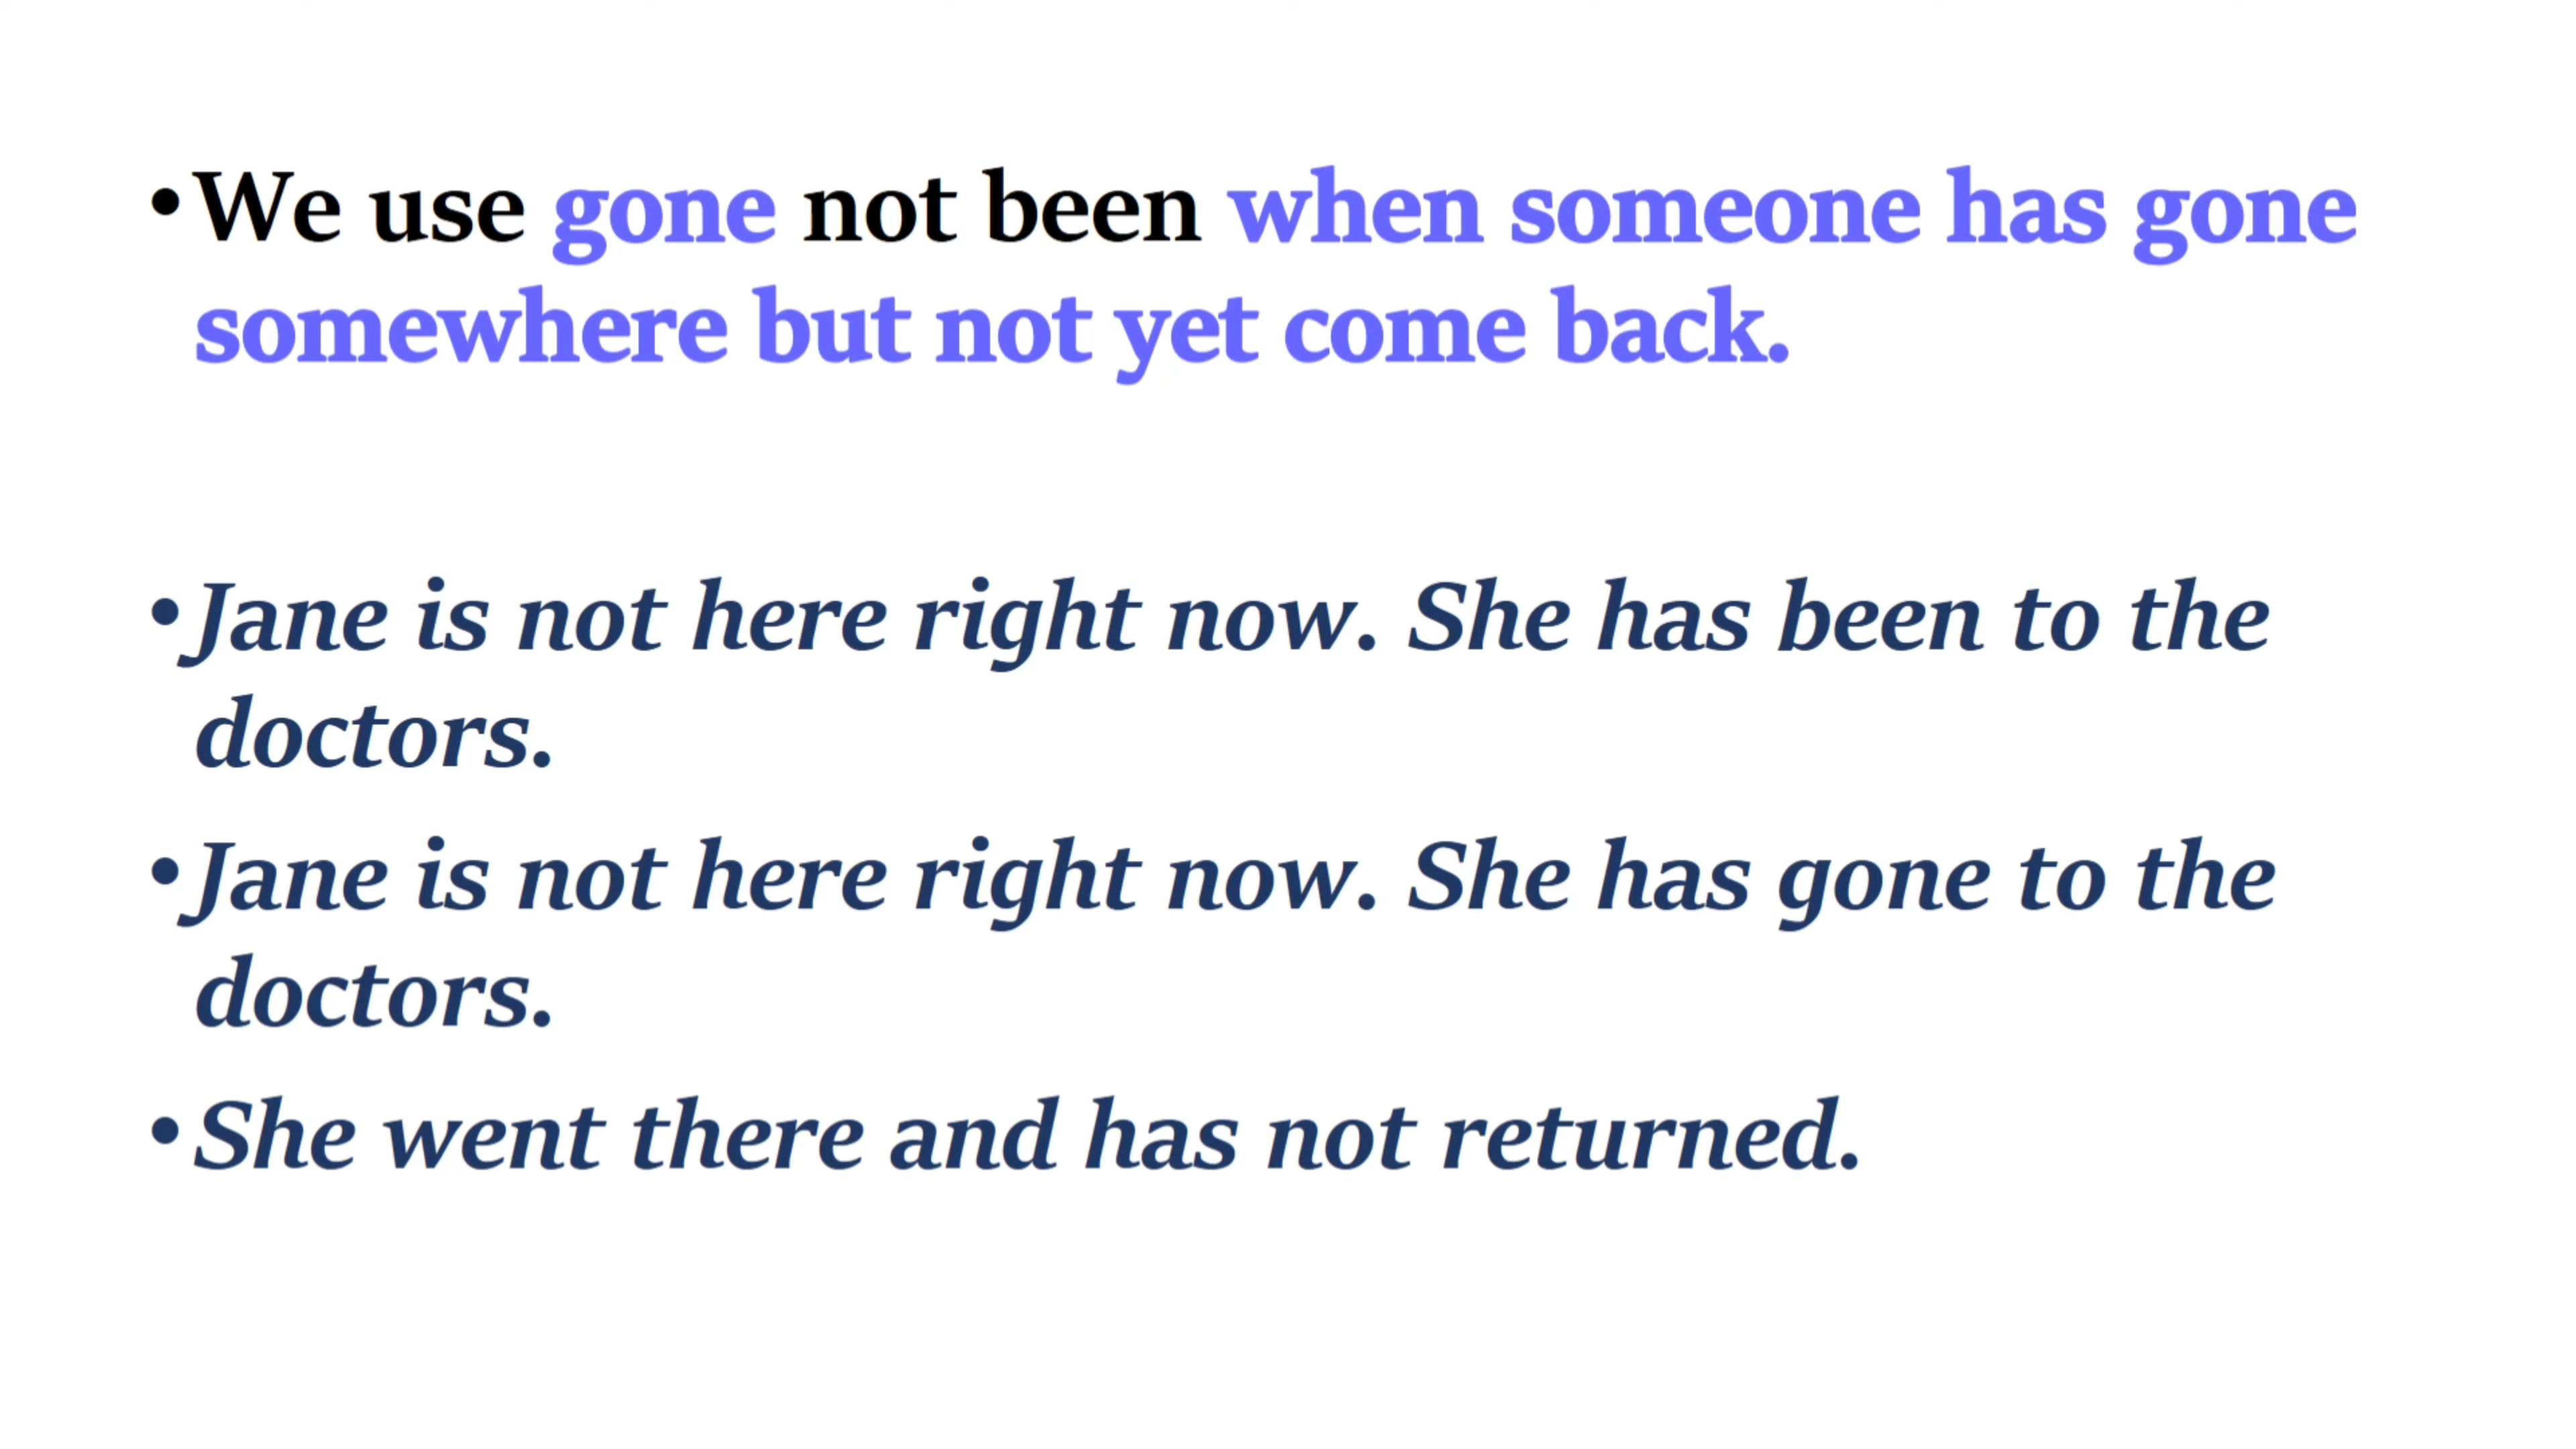 • We use gone not been when someone has gone
somewhere but not yet come back.
• Jane is not here right now. She has been to the
doctors.
• Jane is not here right now. She has gone to the
doctors.
• She went there and has not returned.